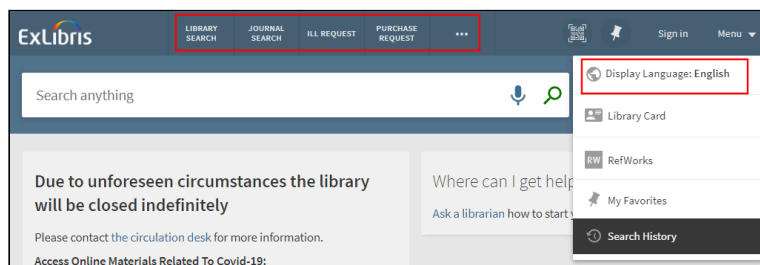 ExLibris
LIBRARY SEARCH
JOURNAL SEARCH
ILL REQUEST
PURCHASE REQUEST
...
Sign in
Menu
Search anything
Display Language: English
Library Card
RW RefWorks
My Favorites
Search History
Due to unforeseen circumstances the library
will be closed indefinitely
Please contact the circulation desk for more information.
Access Online Materials Related To Covid-19:
Where can I get help
Ask a librarian how to start